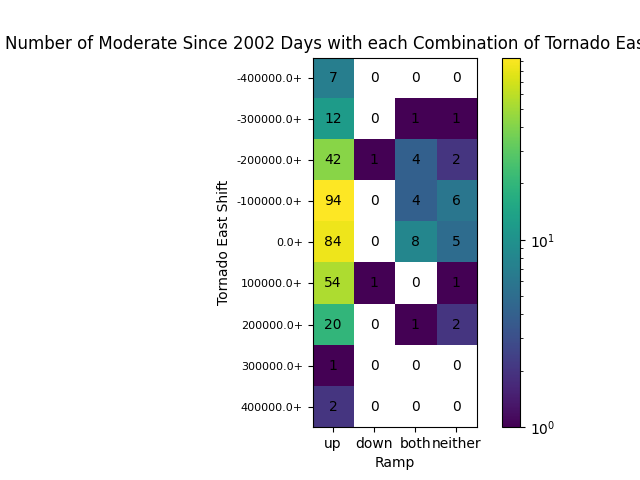 Number of Moderate Since 2002 Days with each Combination of Tornado Eas
-400000.0+ 7 0 0 0
-300000.0+ 12 0 1 1
-200000.0+ 42 1 4 2
-100000.0+ 94 0 4 6
0.0+ 84 0 8 5
100000.0+ 54 1 0 1
200000.0+ 20 0 1 2
300000.0+ 1 0 0 0
400000.0+ 2 0 0 0
up down both neither
Ramp
Tornado East Shift
10^1
10^0